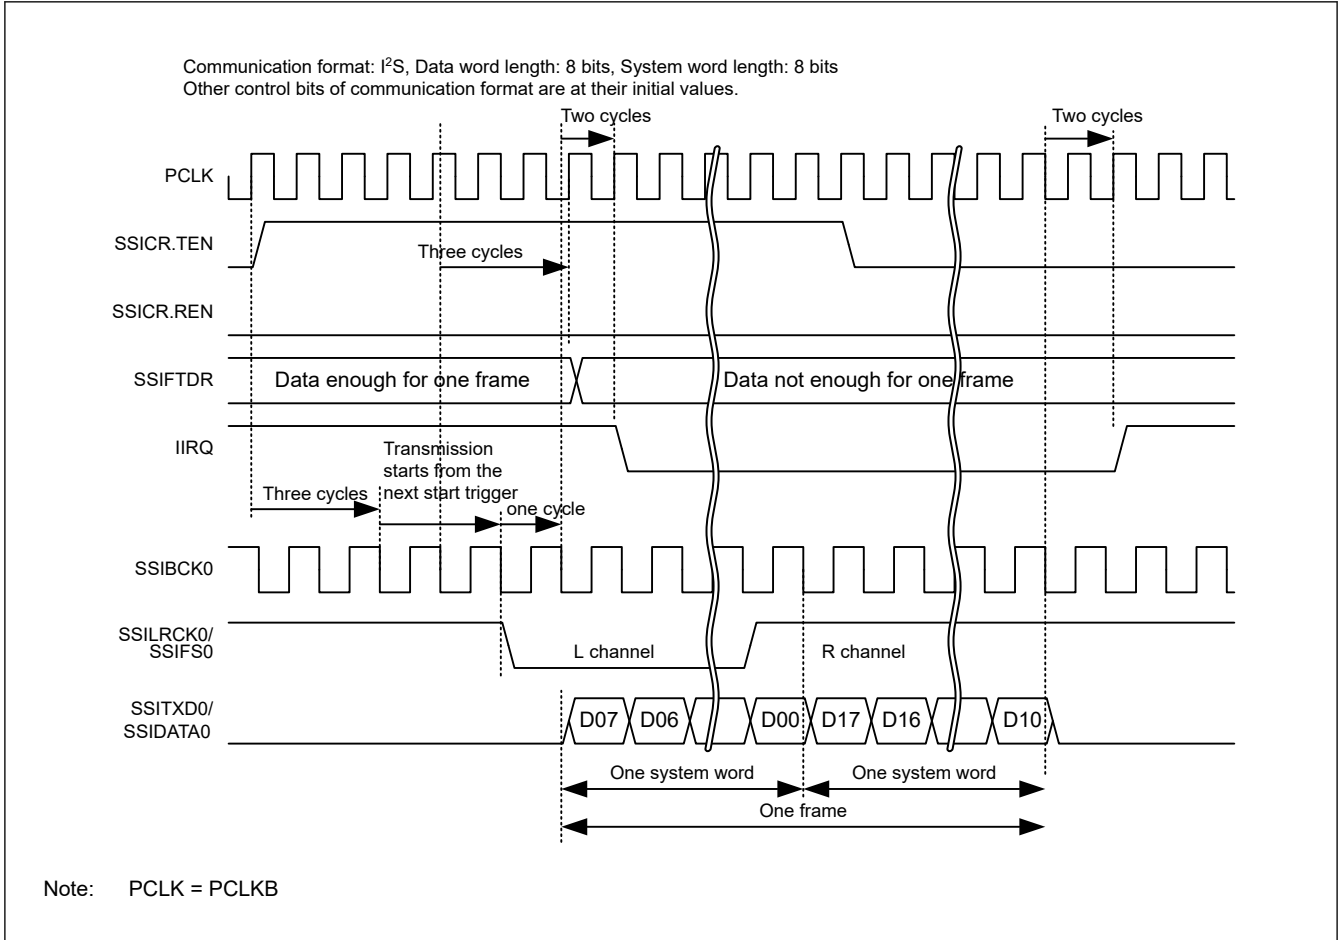 Communication format: I²S, Data word length: 8 bits, System word length: 8 bits
Other control bits of communication format are at their initial values.
Two cycles
Two cycles
PCLK
SSICR.TEN
Three cycles
SSICR.REN
SSIFTDR
Data enough for one frame
Data not enough for one frame
IIRQ
Transmission
starts from the
next start trigger
Three cycles
one cycle
SSIBCK0
SSILRCK0/
SSIFS0
L channel
R channel
SSITXD0/
SSIDATA0
D07
D06
D00
D17
D16
D10
One system word
One system word
One frame
Note: PCLK = PCLKB